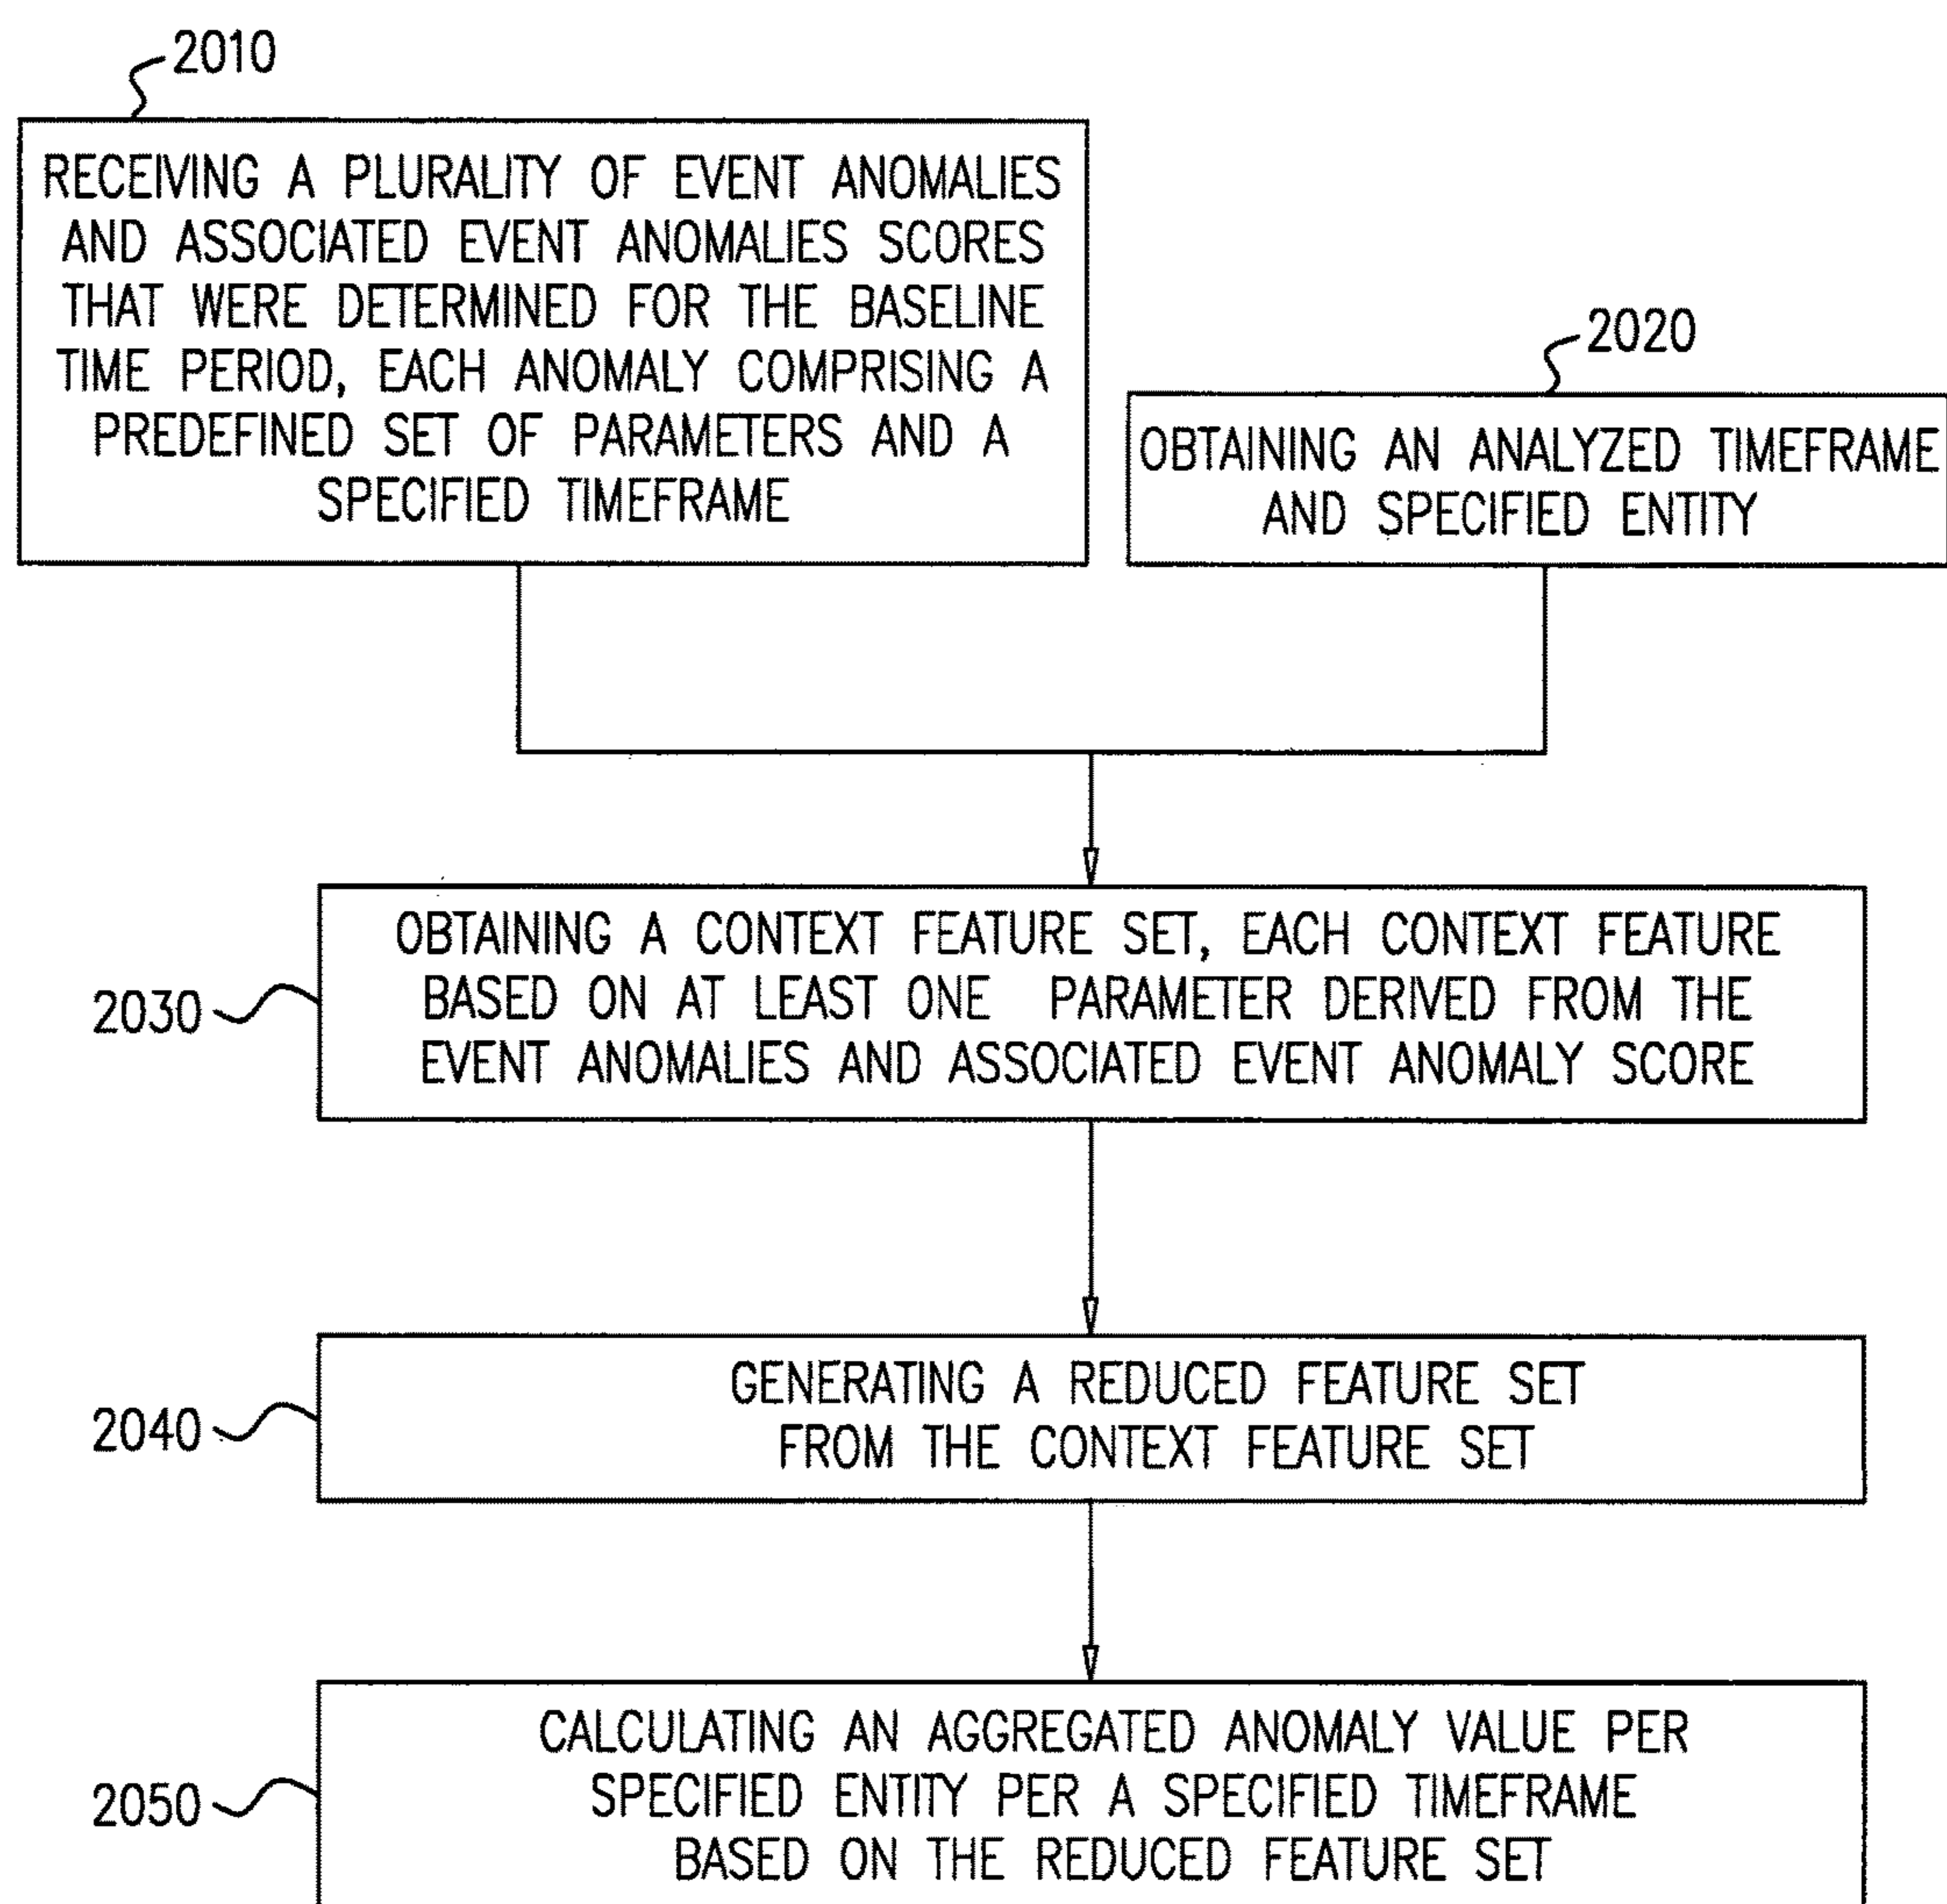 2010
RECEIVING A PLURALITY OF EVENT ANOMALIES
AND ASSOCIATED EVENT ANOMALIES SCORES
THAT WERE DETERMINED FOR THE BASELINE
TIME PERIOD, EACH ANOMALY COMPRISING A
PREDEFINED SET OF PARAMETERS AND A
SPECIFIED TIMEFRAME
2020
OBTAINING AN ANALYZED TIMEFRAME
AND SPECIFIED ENTITY
2030
OBTAINING A CONTEXT FEATURE SET, EACH CONTEXT FEATURE
BASED ON AT LEAST ONE PARAMETER DERIVED FROM THE
EVENT ANOMALIES AND ASSOCIATED EVENT ANOMALY SCORE
2040
GENERATING A REDUCED FEATURE SET
FROM THE CONTEXT FEATURE SET
2050
CALCULATING AN AGGREGATED ANOMALY VALUE PER
SPECIFIED ENTITY PER A SPECIFIED TIMEFRAME
BASED ON THE REDUCED FEATURE SET